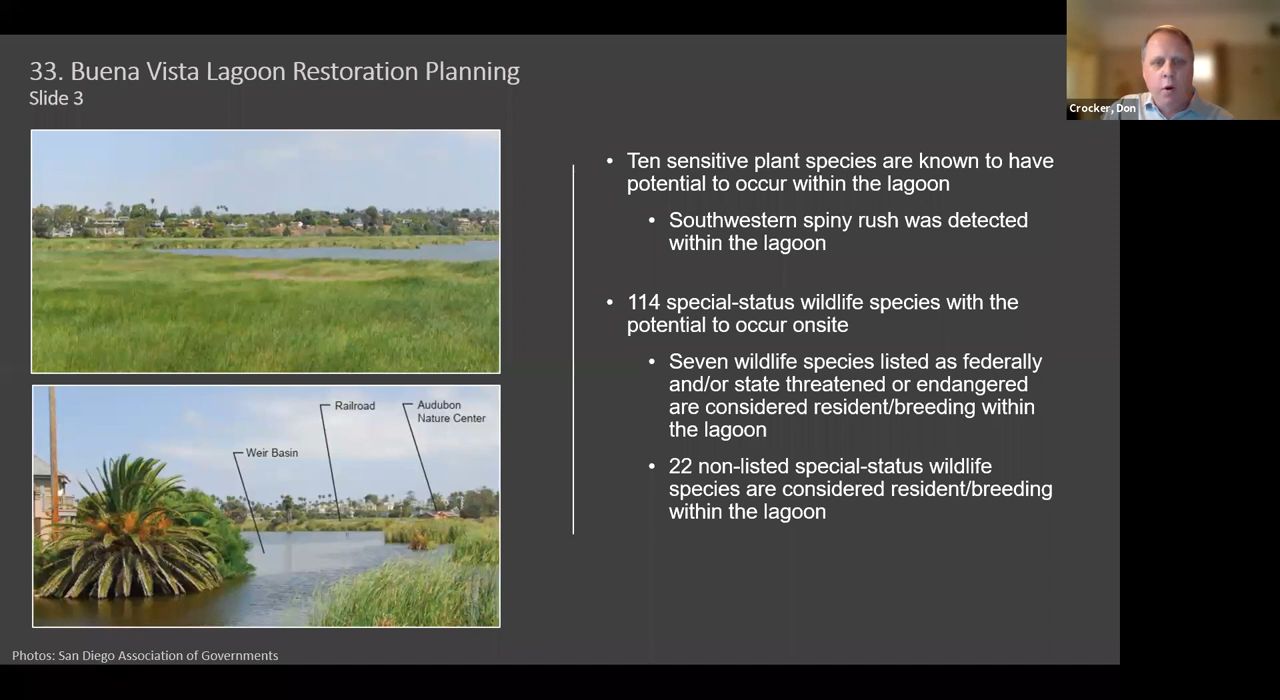 33. Buena Vista Lagoon Restoration Planning
Slide 3
Crocker, Don
Railroad
Audubon
Nature Center
Weir Basin
• Ten sensitive plant species are known to have
potential to occur within the lagoon
• Southwestern spiny rush was detected
within the lagoon
• 114 special-status wildlife species with the
potential to occur onsite
• Seven wildlife species listed as federally
and/or state threatened or endangered
are considered resident/breeding within
the lagoon
• 22 non-listed special-status wildlife
species are considered resident/breeding
within the lagoon
Photos: San Diego Association of Governments